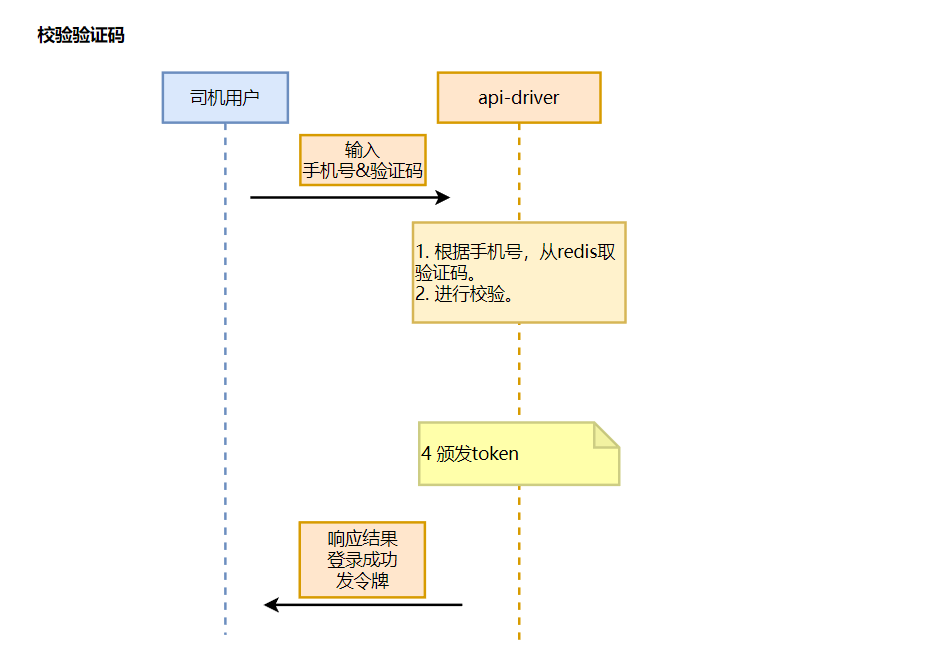 校验验证码
司机用户
api-driver
输入
手机号&验证码
1. 根据手机号，从redis取
验证码。
2. 进行校验。
4 颁发token
响应结果
登录成功
发令牌